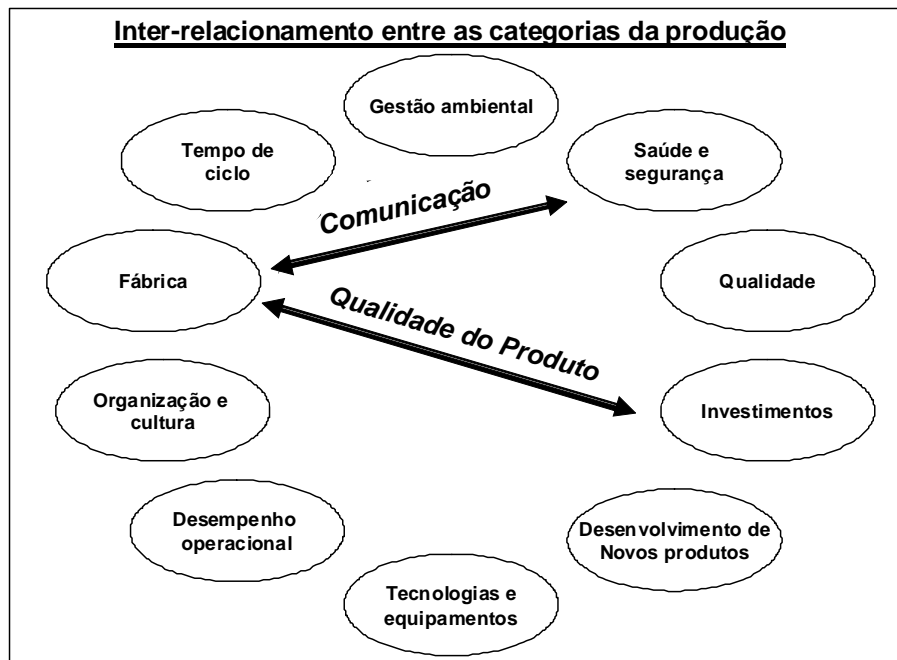 Inter-relacionamento entre as categorias da produção
Gestão ambiental
Tempo de
ciclo
Saúde e
segurança
Comunicação
Fábrica
Qualidade
Qualidade do Produto
Organização e
cultura
Investimentos
Desempenho
operacional
Desenvolvimento de
Novos produtos
Tecnologias e
equipamentos